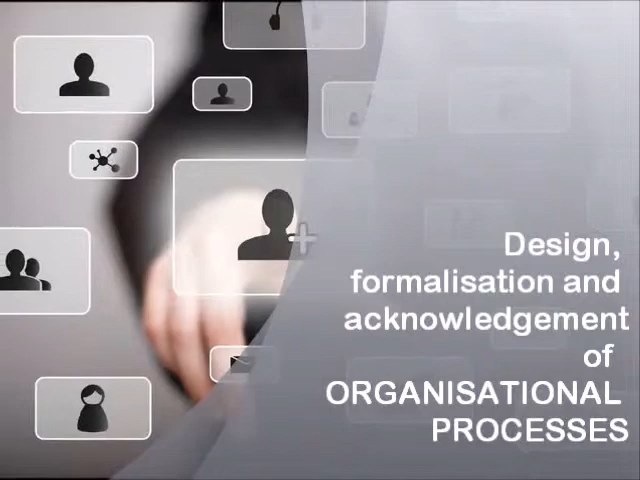 Design,
formalisation and
acknowledgement
of
ORGANISATIONAL
PROCESSES